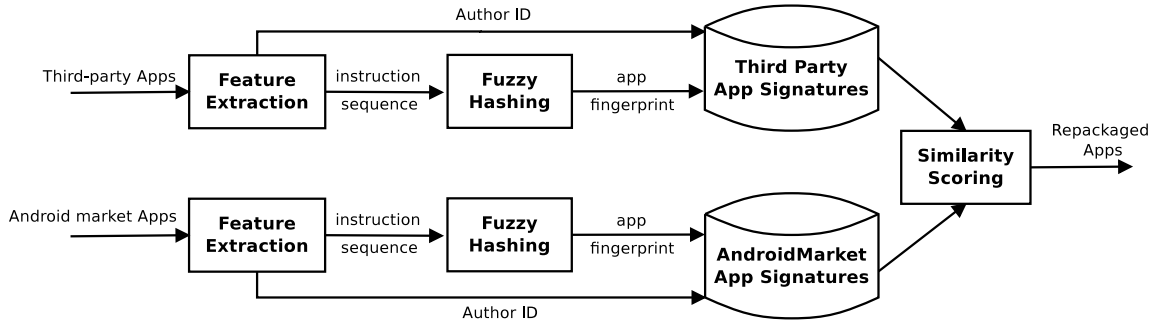 Author ID
Third-party Apps
Feature
Extraction
instruction
sequence
Fuzzy
Hashing
app
fingerprint
Third Party
App Signatures
Similarity
Scoring
Repackaged
Apps
Android market Apps
Feature
Extraction
instruction
sequence
Fuzzy
Hashing
app
fingerprint
AndroidMarket
App Signatures
Author ID